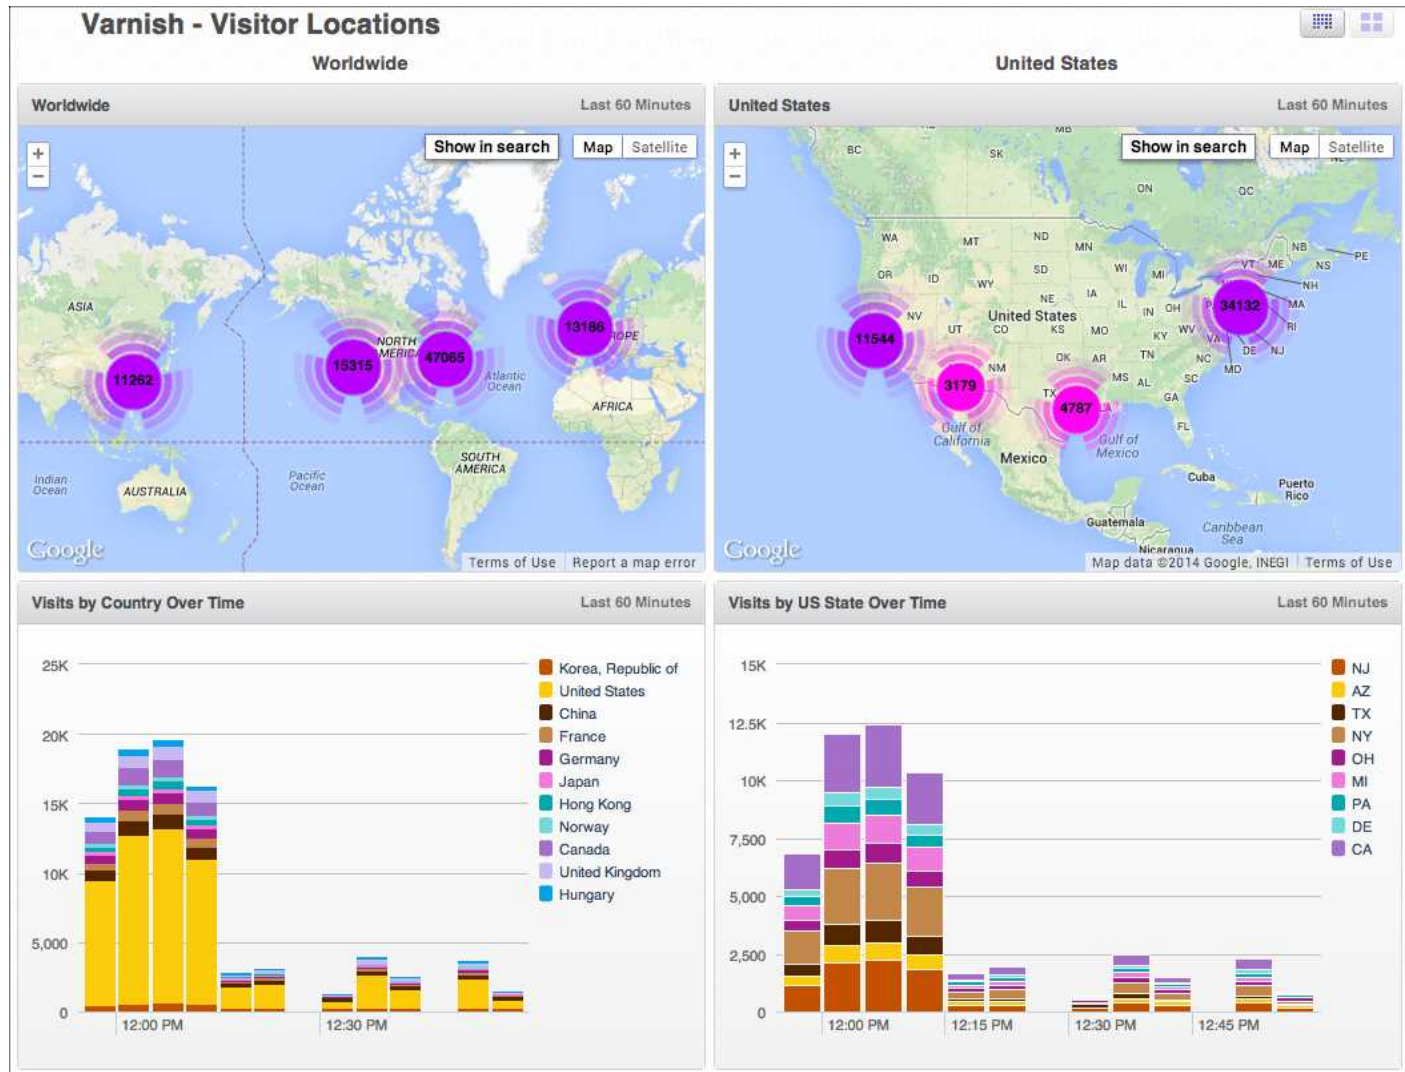 Varnish - Visitor Locations
Worldwide
United States
Worldwide
Last 60 Minutes
Show in search
Map
Satellite
+
−
ASIA
NORTH
AMERICA
Atlantic
Ocean
AFRICA
SOUTH
AMERICA
Pacific
Ocean
Indian
Ocean
AUSTRALIA
11262
15315
47065
13186
Google
Terms of Use
Report a map error
United States
Last 60 Minutes
Show in search
Map
Satellite
+
−
MB
BC
SK
ON
QC
WA
MT
ND
MN
NB
PE
VT
ME
NS
OR
ID
SD
WI
MI
NH
WY
NE
IA
IL
IN
OH
MA
NV
UT
United States
CO
KS
MO
KY
WV
VA
RI
DE
NJ
MD
OK
AR
TN
NC
NM
MS
AL
SC
TX
LA
GA
FL
11544
3179
4787
34132
Gulf of
California
Gulf of
Mexico
Mexico
Cuba
Puerto
Rico
Guatemala
Caribbean
Sea
Nicaragua
Google
Map data ©2014 Google, INEGI
Terms of Use
Visits by Country Over Time
Last 60 Minutes
25K
20K
15K
10K
5,000
0
12:00 PM
12:30 PM
Korea, Republic of
United States
China
France
Germany
Japan
Hong Kong
Norway
Canada
United Kingdom
Hungary
Visits by US State Over Time
Last 60 Minutes
15K
12.5K
10K
7,500
5,000
2,500
0
12:00 PM
12:15 PM
12:30 PM
12:45 PM
NJ
AZ
TX
NY
OH
MI
PA
DE
CA